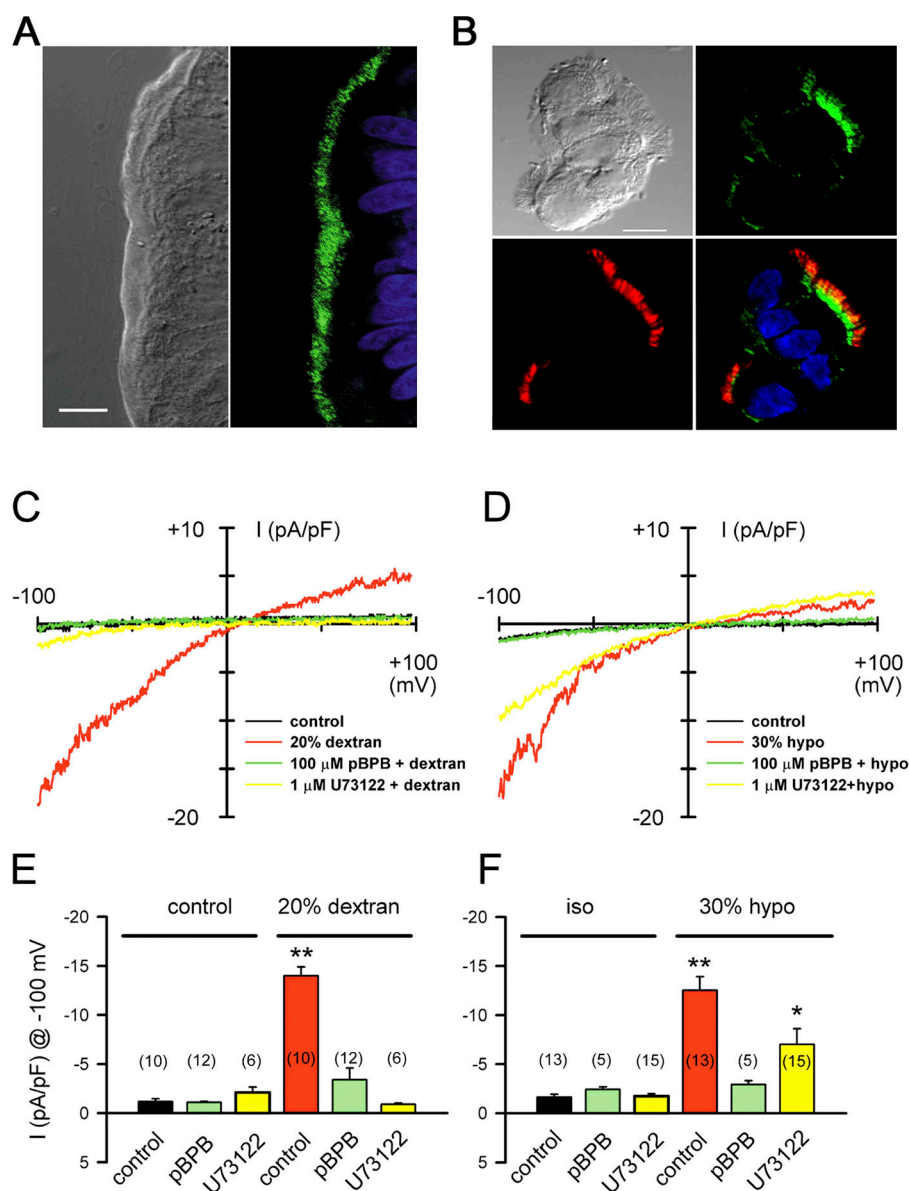 A
B
C
D
+10
I (pA/pF)
-100
+100
(mV)
control
20% dextran
100 μM pBPB + dextran
1 μM U73122 + dextran
-20
+10
I (pA/pF)
-100
+100
(mV)
control
30% hypo
100 μM pBPB + hypo
1 μM U73122+hypo
-20
E
control
20% dextran
I (pA/pF) @ -100 mV
-20
-15
-10
-5
0
5
**
(10)
(12)
(6)
(10)
(12)
(6)
control
pBPB
U73122
control
pBPB
U73122
F
iso
30% hypo
-20
-15
-10
-5
0
5
**
*
(13)
(5)
(15)
(13)
(5)
(15)
control
pBPB
U73122
control
pBPB
U73122